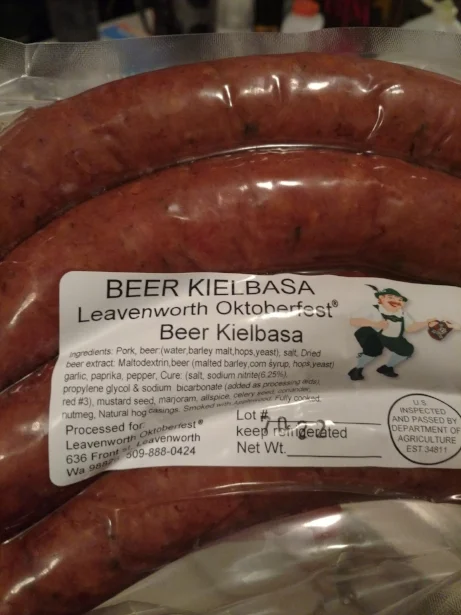 BEER KIELBASA
Leavenworth Oktoberfest®
Beer Kielbasa
Ingredients: Pork, beer:(water,barley malt,hops,yeast), salt, Dried
beer extract: Maltodextrin,beer (malted barley,corn syrup, hops,yeast)
garlic, paprika, pepper, Cure: (salt, sodium nitrite(6.25%)
propylene glycol & sodium bicarbonate (added as processing aids),
red #3), mustard seed, marjoram, allspice, celery seed, coriander,
nutmeg, Natural hog casings. Smoked with Applewood. Fully cooked
Processed for
Leavenworth Oktoberfest®
636 Front Leavenworth
Wa 509-888-0424
Lot #
keep refrigerated
Net Wt.
U.S.
INSPECTED
AND PASSED BY
DEPARTMENT OF
AGRICULTURE
EST.34811